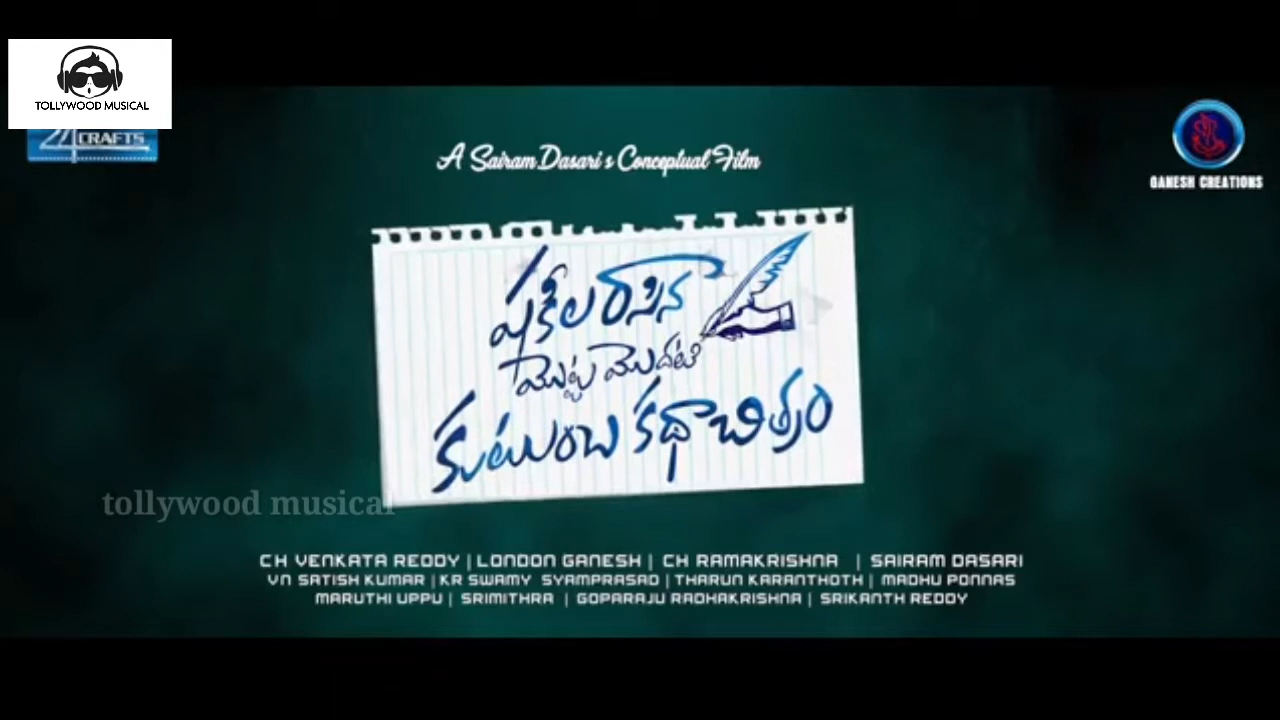 TOLLYWOOD MUSICAL
24 CRAFTS
A Sairam Dasari's Conceptual Film
GANESH CREATIONS
షకీల రాసిన
మొట్ట మొదటి
కుటుంబ కథా చిత్రం
tollywood musical
CH VENKATA REDDY | LONDON GANESH | CH RAMAKRISHNA | SAIRAM DASARI
VN SATISH KUMAR | KR SWAMY SYAMPRASAD | THARUN KARANTHOTH | MADHU PONNAS
MARUTHI UPPU | SRIMITHRA | GOPARAJU RADHAKRISHNA | SRIKANTH REDDY